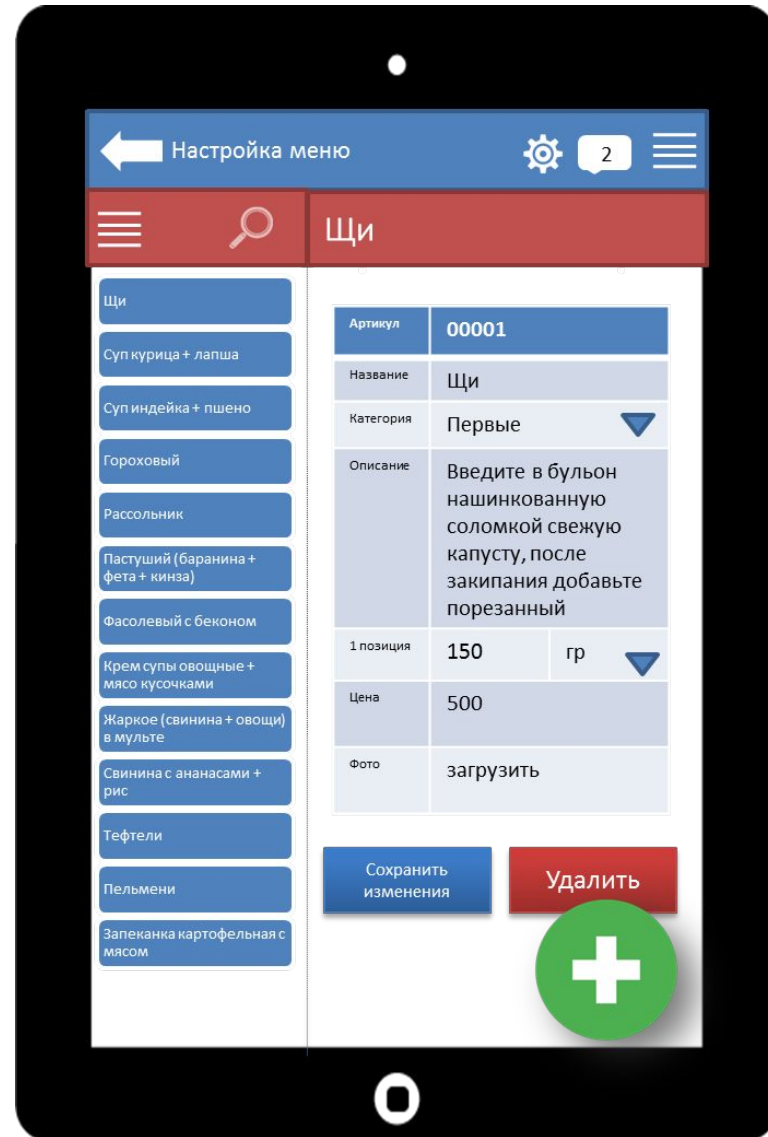 Настройка меню
2
Щи
Щи
Суп курица + лапша
Суп индейка + пшено
Гороховый
Рассольник
Пастуший (баранина +
фета + кинза)
Фасолевый с беконом
Крем супы овощные +
мясо кусочками
Жаркое (свинина + овощи)
в мульте
Свинина с ананасами +
рис
Тефтели
Пельмени
Запеканка картофельная с
мясом
Артикул 00001
Название Щи
Категория Первые
Описание Введите в бульон
нашинкованную
соломкой свежую
капусту, после
закипания добавьте
порезанный
1 позиция 150 гр
Цена 500
Фото загрузить
Сохранить
изменения
Удалить